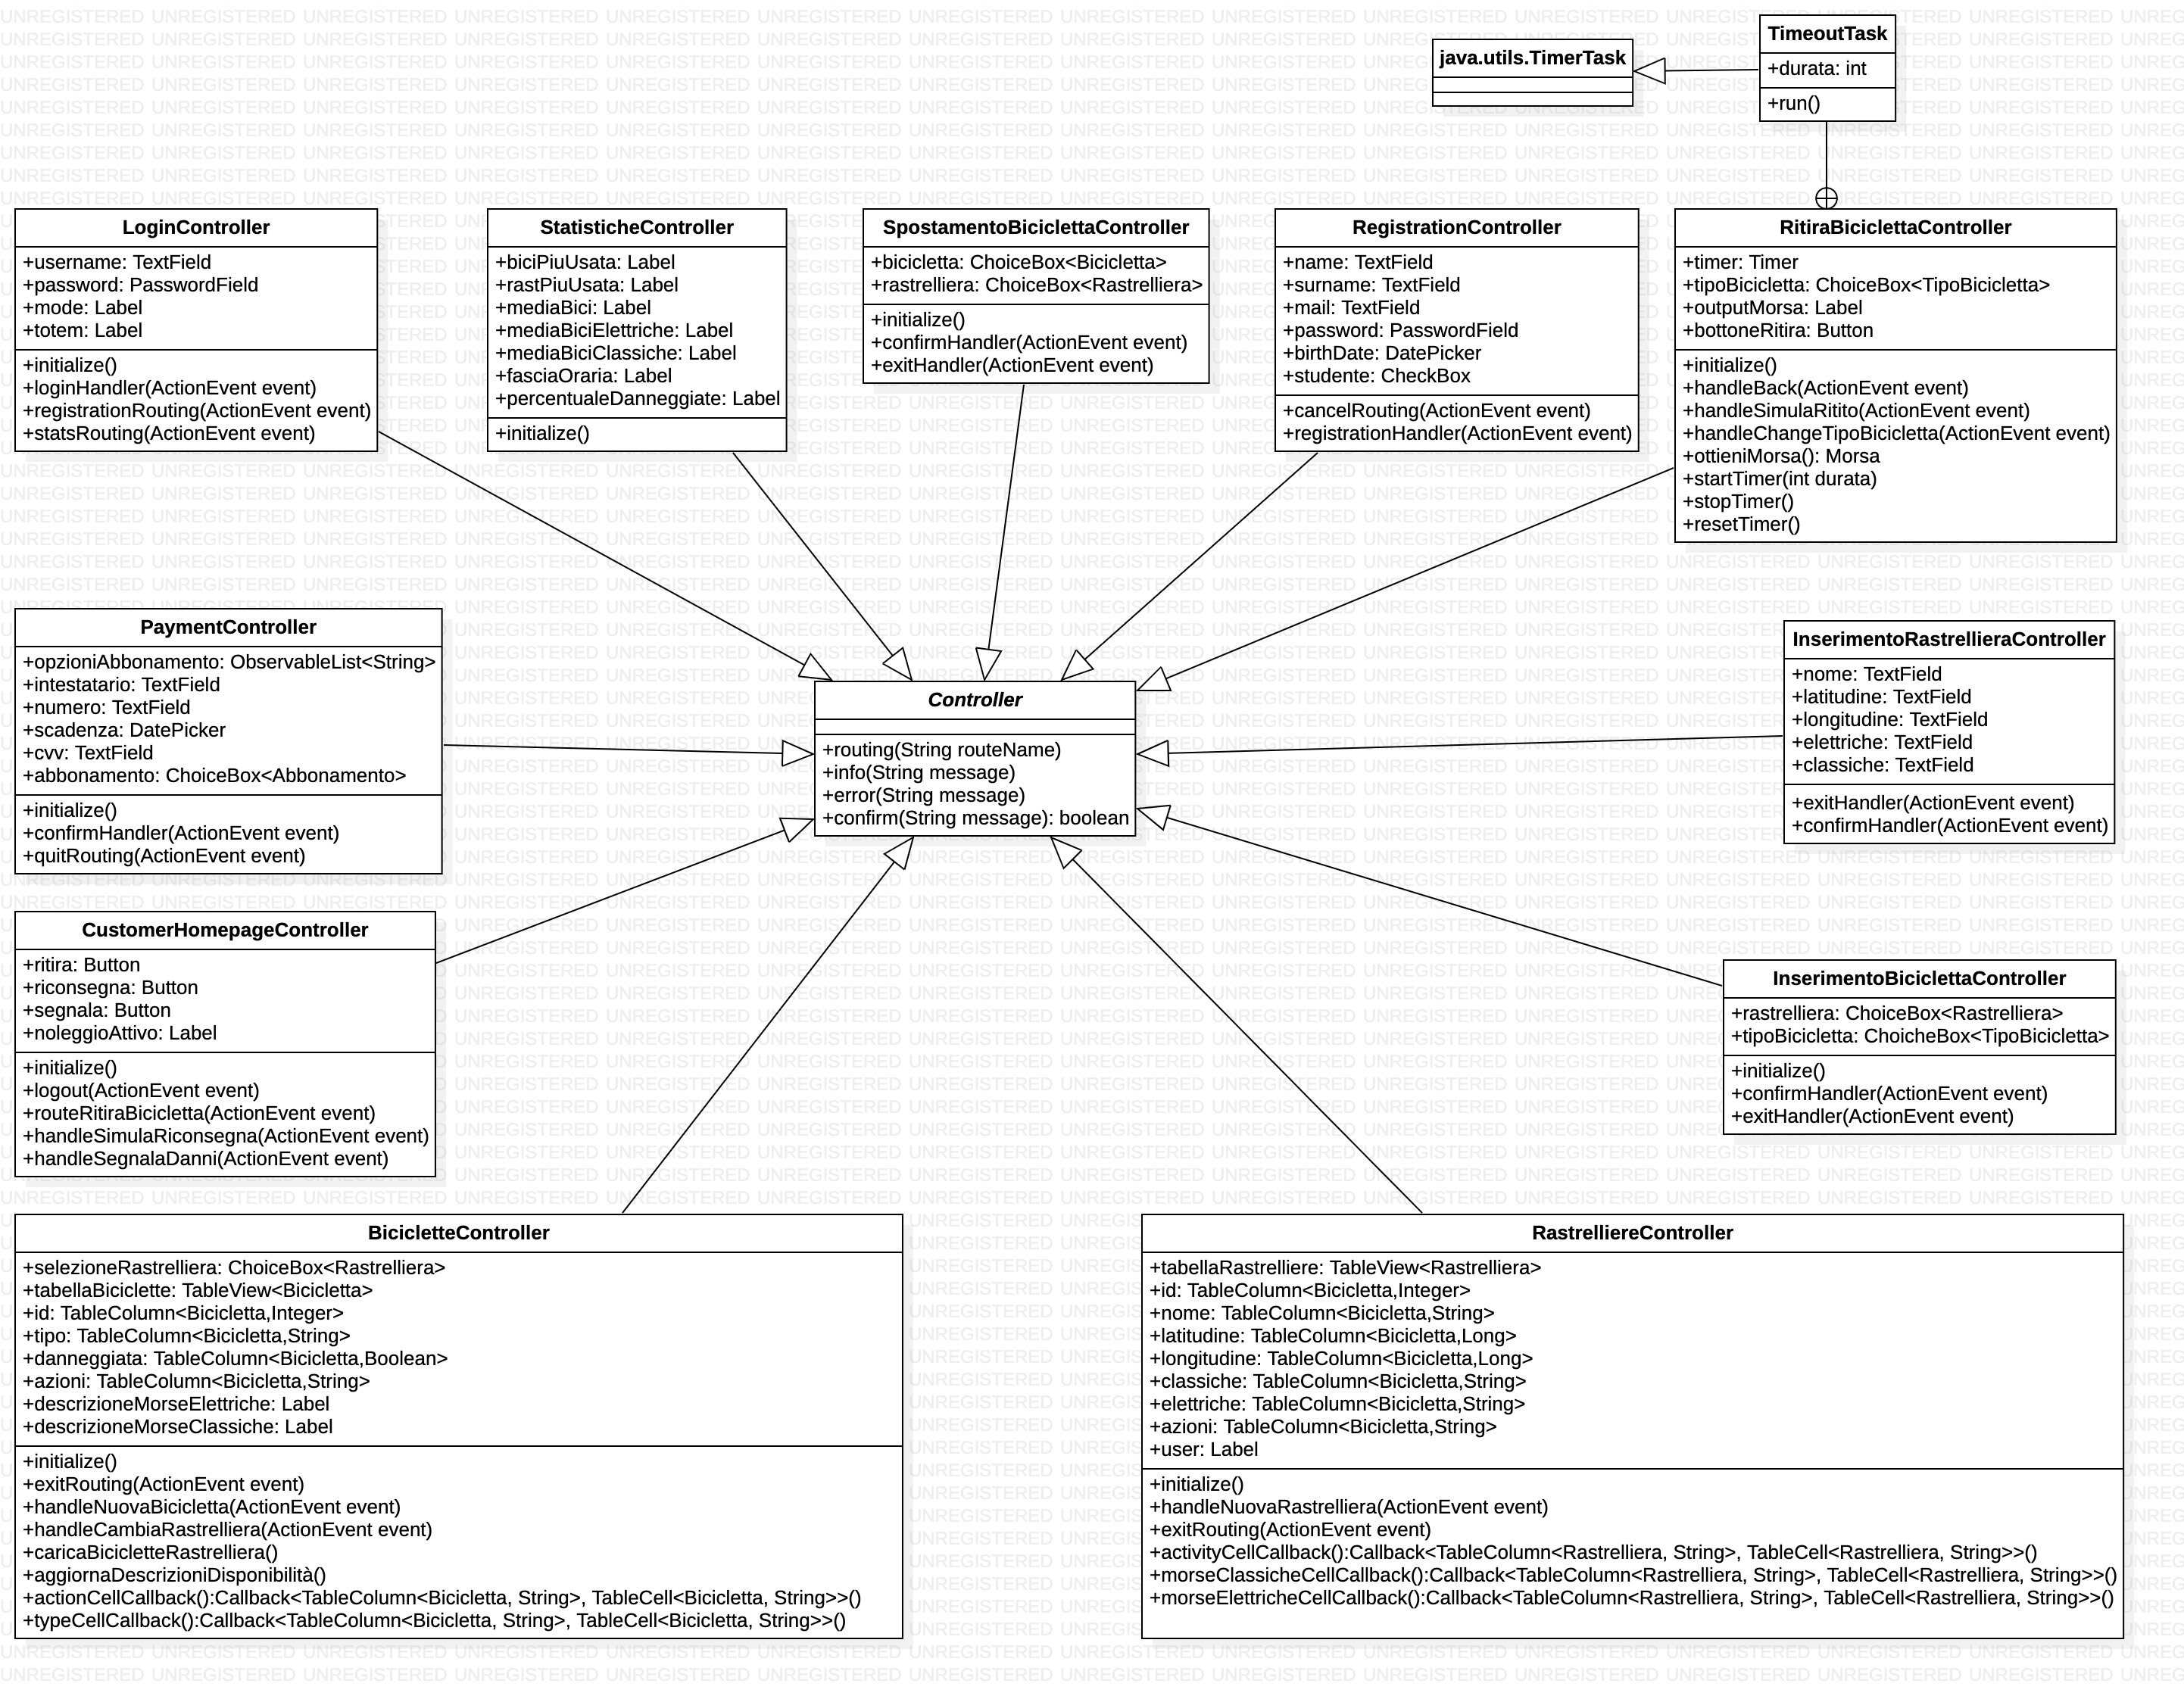 TimeoutTask
+durata: int
+run()
java.utils.TimerTask
LoginController
+username: TextField
+password: PasswordField
+mode: Label
+totem: Label
+initialize()
+loginHandler(ActionEvent event)
+registrationRouting(ActionEvent event)
+statsRouting(ActionEvent event)
StatisticheController
+biciPiuUsata: Label
+rastPiuUsata: Label
+mediaBici: Label
+mediaBiciElettriche: Label
+mediaBiciClassiche: Label
+fasciaOraria: Label
+percentualeDanneggiate: Label
+initialize()
SpostamentoBiciclettaController
+bicicletta: ChoiceBox<Bicicletta>
+rastrelliera: ChoiceBox<Rastrelliera>
+initialize()
+confirmHandler(ActionEvent event)
+exitHandler(ActionEvent event)
RegistrationController
+name: TextField
+surname: TextField
+mail: TextField
+password: PasswordField
+birthDate: DatePicker
+studente: CheckBox
+cancelRouting(ActionEvent event)
+registrationHandler(ActionEvent event)
RitiraBiciclettaController
+timer: Timer
+tipoBicicletta: ChoiceBox<TipoBicicletta>
+outputMorsa: Label
+bottoneRitira: Button
+initialize()
+handleBack(ActionEvent event)
+handleSimulaRitito(ActionEvent event)
+handleChangeTipoBicicletta(ActionEvent event)
+ottieniMorsa(): Morsa
+startTimer(int durata)
+stopTimer()
+resetTimer()
PaymentController
+opzioniAbbonamento: ObservableList<String>
+intestatario: TextField
+numero: TextField
+scadenza: DatePicker
+cvv: TextField
+abbonamento: ChoiceBox<Abbonamento>
+initialize()
+confirmHandler(ActionEvent event)
+quitRouting(ActionEvent event)
Controller
+routing(String routeName)
+info(String message)
+error(String message)
+confirm(String message): boolean
InserimentoRastrellieraController
+nome: TextField
+latitudine: TextField
+longitudine: TextField
+elettriche: TextField
+classiche: TextField
+exitHandler(ActionEvent event)
+confirmHandler(ActionEvent event)
CustomerHomepageController
+ritira: Button
+riconsegna: Button
+segnala: Button
+noleggioAttivo: Label
+initialize()
+logout(ActionEvent event)
+routeRitiraBicicletta(ActionEvent event)
+handleSimulaRiconsegna(ActionEvent event)
+handleSegnalaDanni(ActionEvent event)
InserimentoBiciclettaController
+rastrelliera: ChoiceBox<Rastrelliera>
+tipoBicicletta: ChoicheBox<TipoBicicletta>
+initialize()
+confirmHandler(ActionEvent event)
+exitHandler(ActionEvent event)
BicicletteController
+selezioneRastrelliera: ChoiceBox<Rastrelliera>
+tabellaBiciclette: TableView<Bicicletta>
+id: TableColumn<Bicicletta,Integer>
+tipo: TableColumn<Bicicletta,String>
+danneggiata: TableColumn<Bicicletta,Boolean>
+azioni: TableColumn<Bicicletta,String>
+descrizioneMorseElettriche: Label
+descrizioneMorseClassiche: Label
+initialize()
+exitRouting(ActionEvent event)
+handleNuovaBicicletta(ActionEvent event)
+handleCambiaRastrelliera(ActionEvent event)
+caricaBicicletteRastrelliera()
+aggiornaDescrizioniDisponibilità()
+actionCellCallback():Callback<TableColumn<Bicicletta, String>, TableCell<Bicicletta, String>>()
+typeCellCallback():Callback<TableColumn<Bicicletta, String>, TableCell<Bicicletta, String>>()
RastrelliereController
+tabellaRastrelliere: TableView<Rastrelliera>
+id: TableColumn<Bicicletta,Integer>
+nome: TableColumn<Bicicletta,String>
+latitudine: TableColumn<Bicicletta,Long>
+longitudine: TableColumn<Bicicletta,Long>
+classiche: TableColumn<Bicicletta,String>
+elettriche: TableColumn<Bicicletta,String>
+azioni: TableColumn<Bicicletta,String>
+user: Label
+initialize()
+handleNuovaRastrelliera(ActionEvent event)
+exitRouting(ActionEvent event)
+activityCellCallback():Callback<TableColumn<Rastrelliera, String>, TableCell<Rastrelliera, String>>()
+morseClassicheCellCallback():Callback<TableColumn<Rastrelliera, String>, TableCell<Rastrelliera, String>>()
+morseElettricheCellCallback():Callback<TableColumn<Rastrelliera, String>, TableCell<Rastrelliera, String>>()